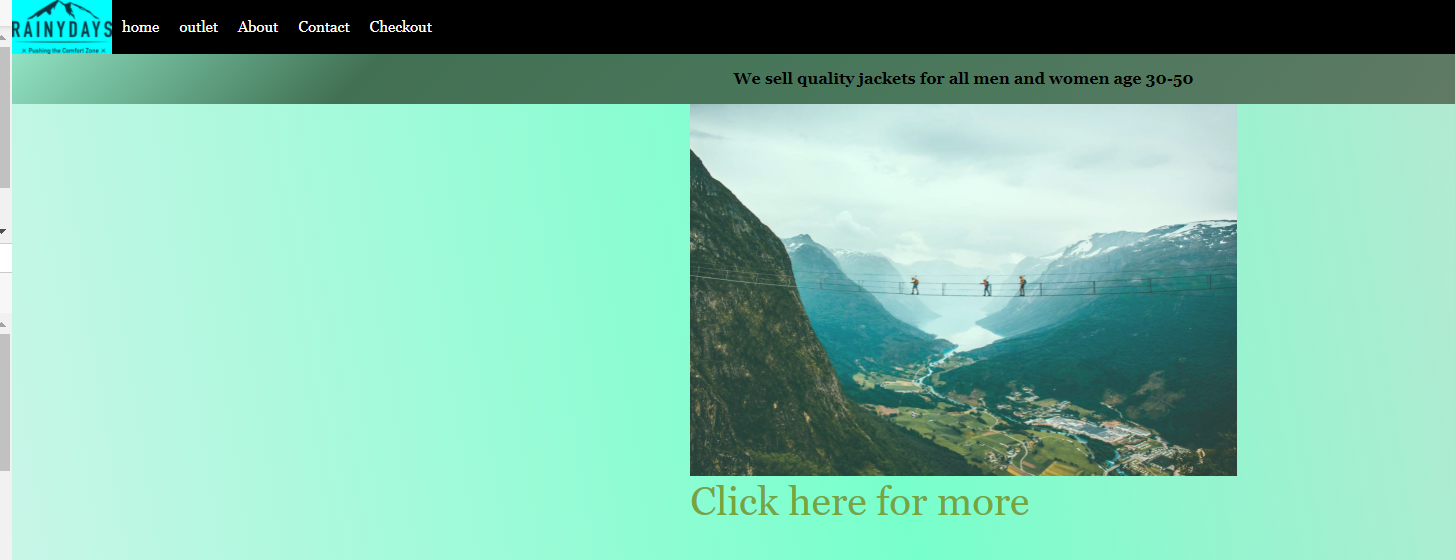 RAINYDAYS
× Pushing the Comfort Zone ×
home outlet About Contact Checkout
We sell quality jackets for all men and women age 30-50
Click here for more